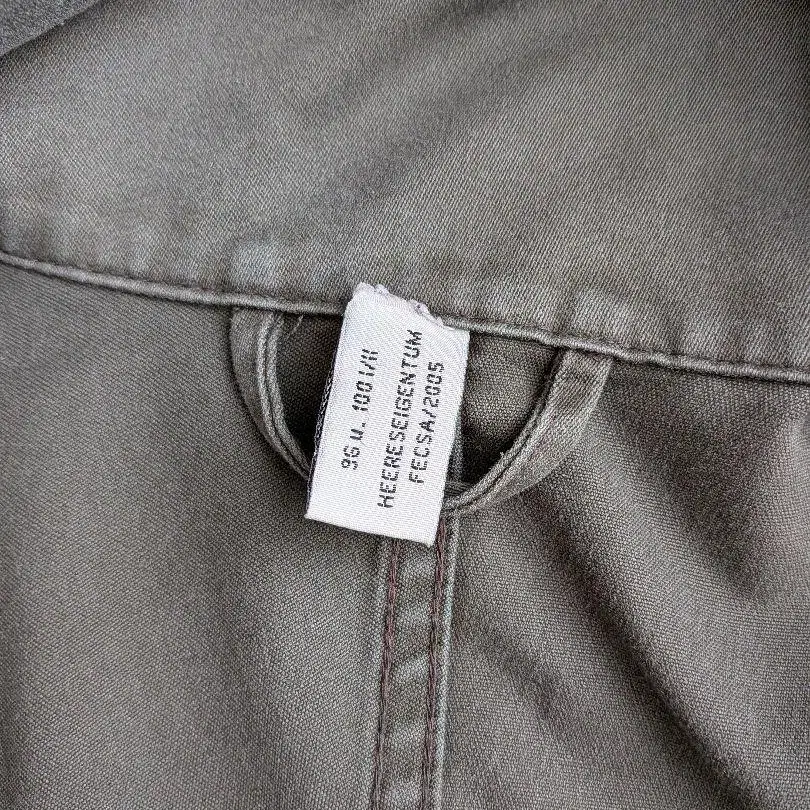 96 u. 100 I/II
HEERESEIGENTUM
FECSA/2005